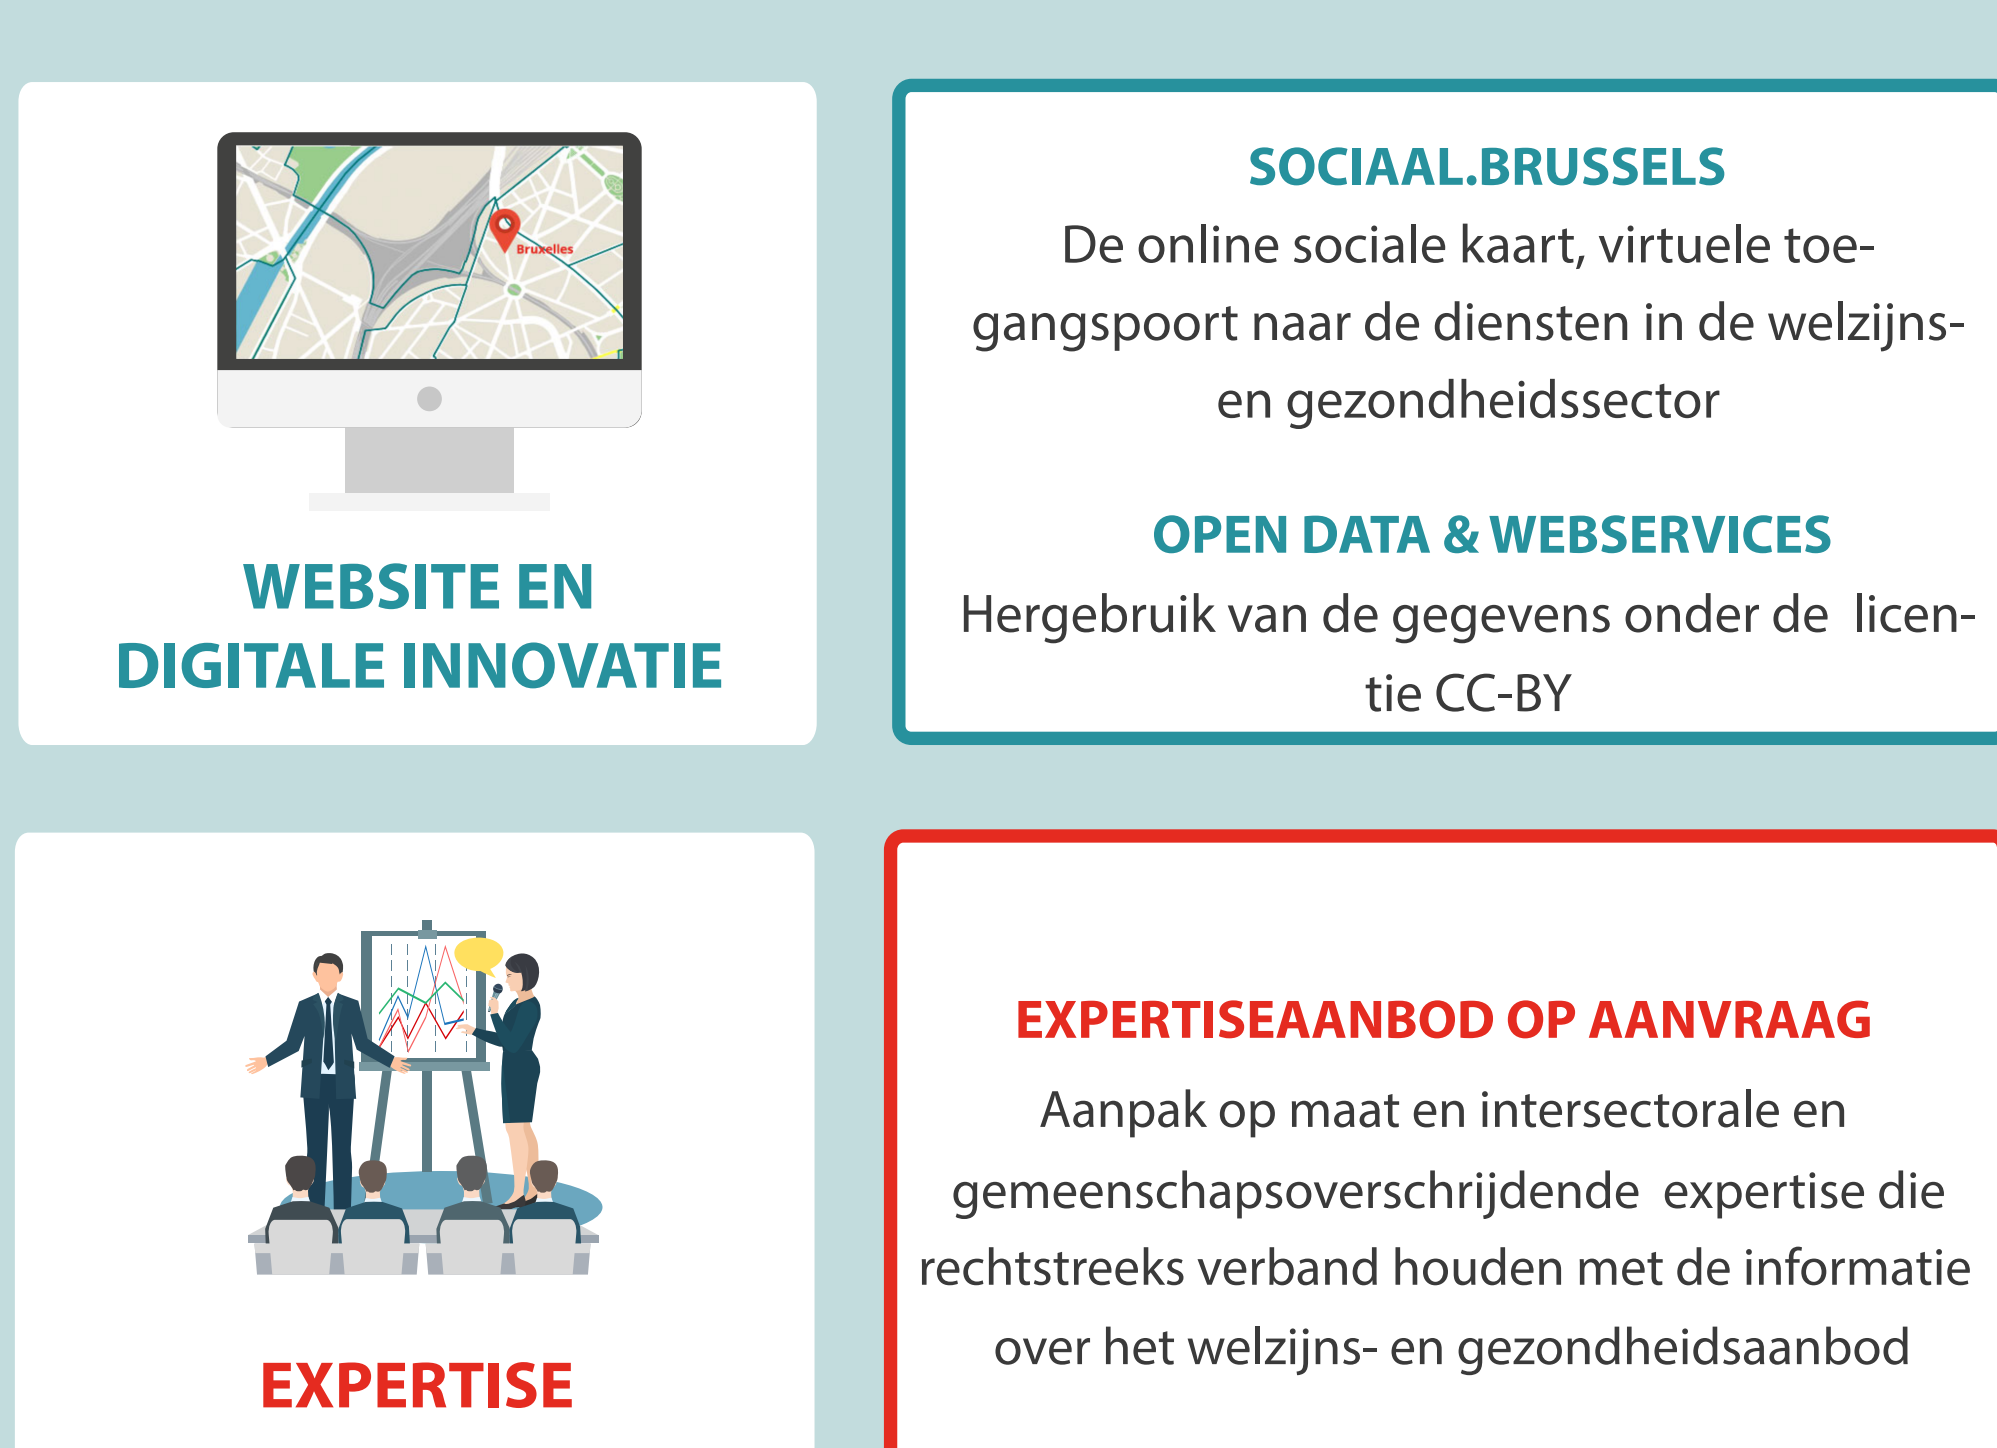 Bruxelles
WEBSITE EN
DIGITALE INNOVATIE
SOCIAAL.BRUSSELS
De online sociale kaart, virtuele toe-
gangspoort naar de diensten in de welzijns-
en gezondheidssector
OPEN DATA & WEBSERVICES
Hergebruik van de gegevens onder de  licen-
tie CC-BY
EXPERTISE
EXPERTISEAANBOD OP AANVRAAG
Aanpak op maat en intersectorale en
gemeenschapsoverschrijdende  expertise die
rechtstreeks verband houden met de informatie
over het welzijns- en gezondheidsaanbod